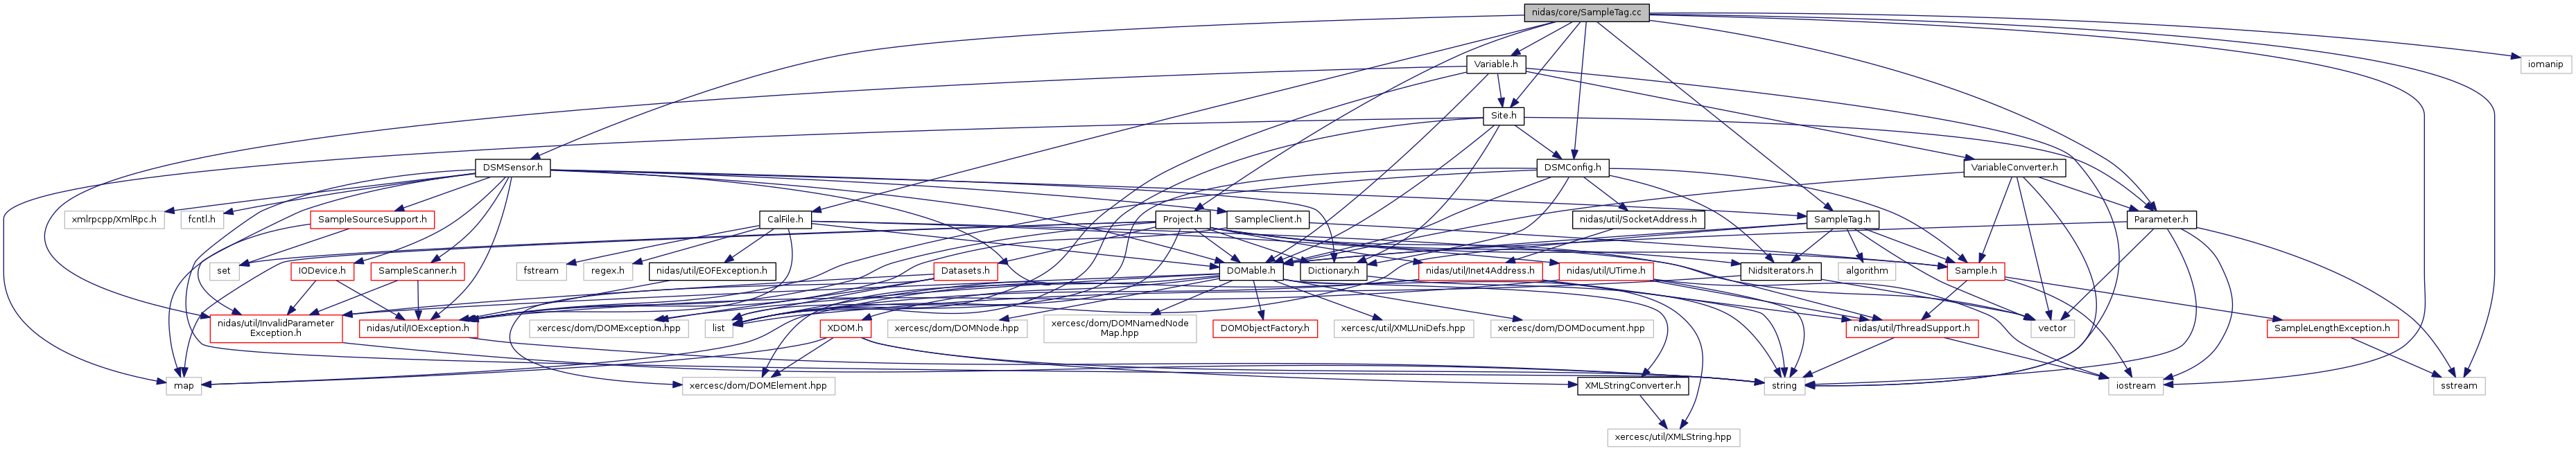 nidas/core/SampleTag.cc
Variable.h
iomanip
Site.h
DSMSensor.h
DSMConfig.h
VariableConverter.h
xmlrpcpp/XmlRpc.h
fcntl.h
SampleSourceSupport.h
CalFile.h
Project.h
SampleClient.h
nidas/util/SocketAddress.h
SampleTag.h
Parameter.h
set
IODevice.h
SampleScanner.h
fstream
regex.h
nidas/util/EOFException.h
Datasets.h
DOMable.h
Dictionary.h
nidas/util/Inet4Address.h
nidas/util/UTime.h
NidsIterators.h
algorithm
Sample.h
nidas/util/InvalidParameter
Exception.h
nidas/util/IOException.h
xercesc/dom/DOMException.hpp
list
XDOM.h
xercesc/dom/DOMNode.hpp
xercesc/dom/DOMNamedNode
Map.hpp
DOMObjectFactory.h
xercesc/util/XMLUniDefs.hpp
xercesc/dom/DOMDocument.hpp
nidas/util/ThreadSupport.h
vector
SampleLengthException.h
map
xercesc/dom/DOMElement.hpp
XMLStringConverter.h
string
iostream
sstream
xercesc/util/XMLString.hpp